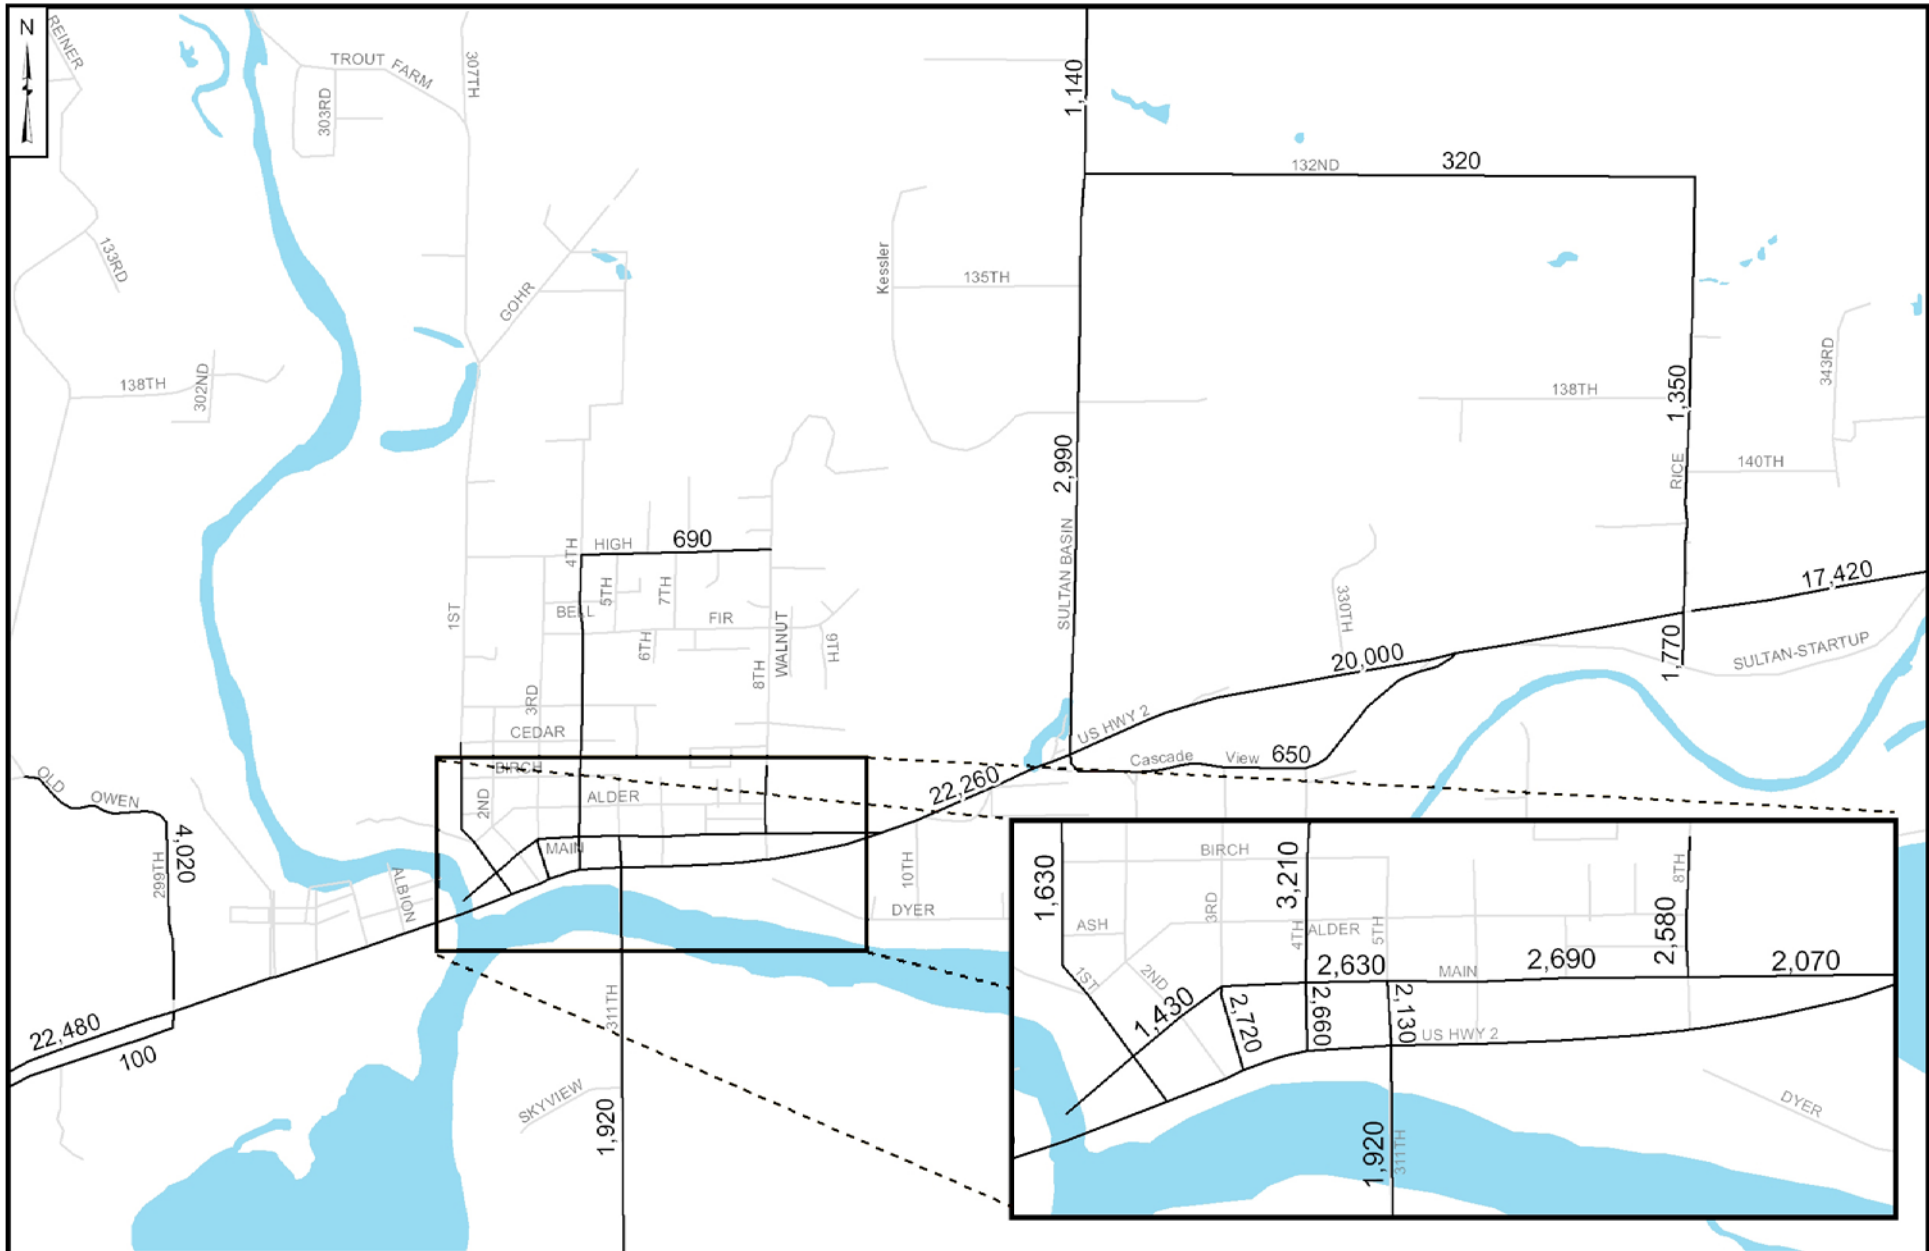 N
REINER
TROUT FARM
307TH
303RD
1,140
132ND
320
133RD
GOHR
Kessler
135TH
138TH
302ND
138TH
1,350
343RD
2,990
RICE
140TH
SULTAN BASIN
4TH
HIGH
690
5TH
7TH
BELL
FIR
1ST
6TH
8TH
WALNUT
9TH
330TH
17,420
20,000
1,770
SULTAN-STARTUP
3RD
CEDAR
US HWY 2
Cascade
View
650
22,260
OLD
OWEN
4,020
299TH
BIRCH
2ND
ALDER
MAIN
ALBION
10TH
DYER
22,480
100
311TH
SKYVIEW
1,920
1,630
BIRCH
3,210
8TH
ASH
3RD
4TH
ALDER
5TH
2,580
1ST
2ND
2,630
MAIN
2,690
2,070
1,430
2,720
2,990
2,130
US HWY 2
1,920
311TH
DYER